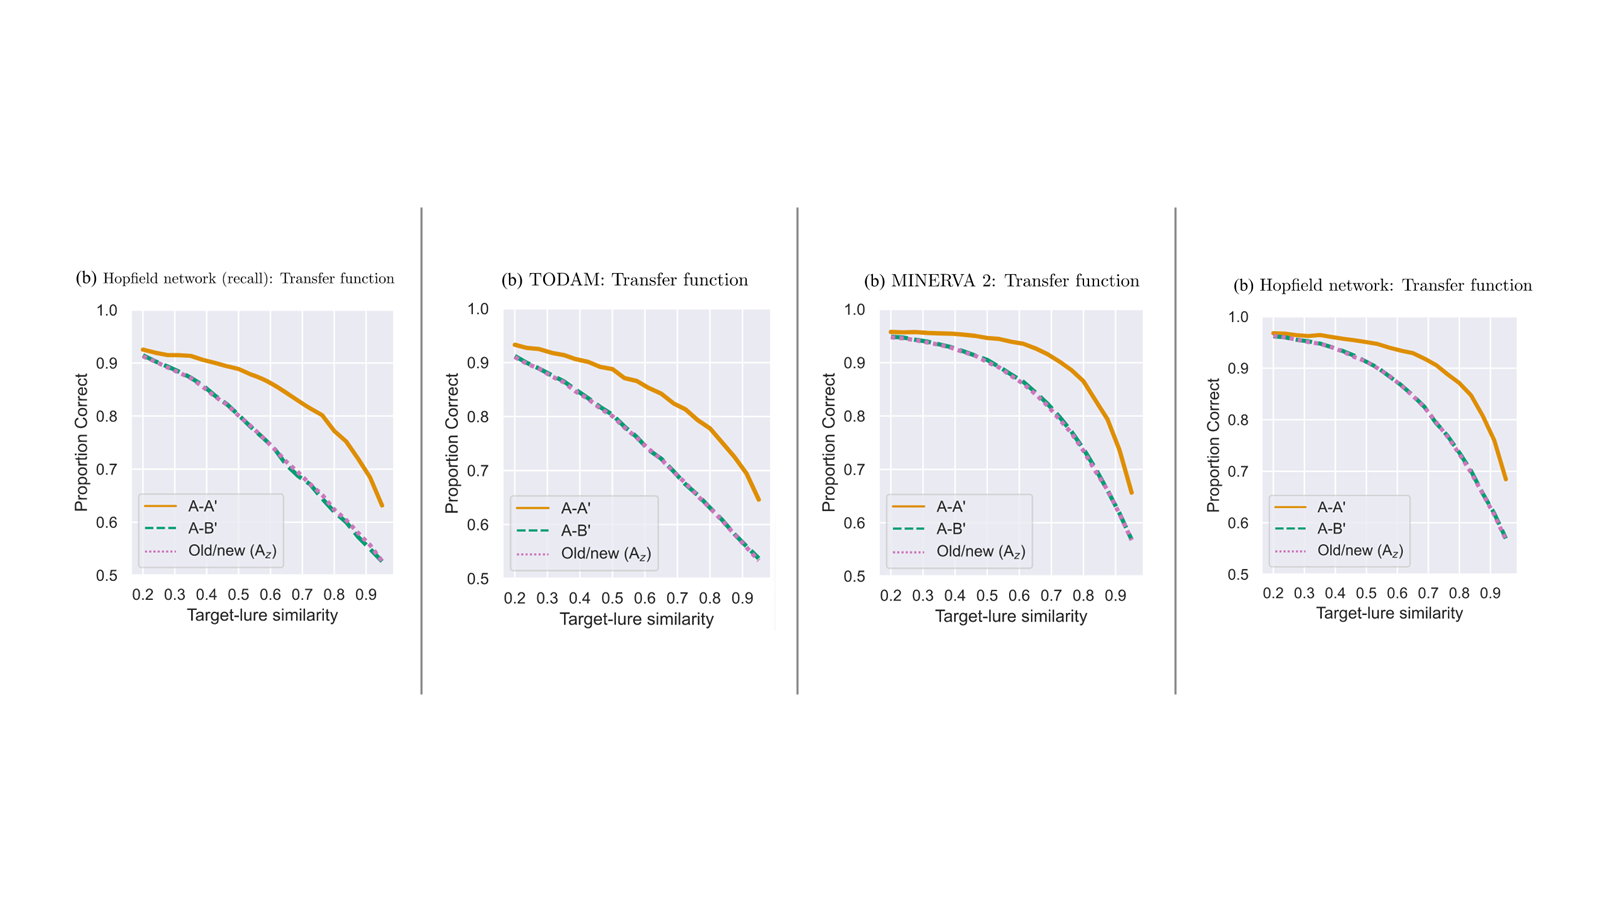 (b) Hopfield network (recall): Transfer function
1.0
0.9
0.8
0.7
0.6
0.5
Proportion Correct
A-A'
A-B'
Old/new (Az)
0.2 0.3 0.4 0.5 0.6 0.7 0.8 0.9
Target-lure similarity
(b) TODAM: Transfer function
1.0
0.9
0.8
0.7
0.6
0.5
Proportion Correct
A-A'
A-B'
Old/new (Az)
0.2 0.3 0.4 0.5 0.6 0.7 0.8 0.9
Target-lure similarity
(b) MINERVA 2: Transfer function
1.0
0.9
0.8
0.7
0.6
0.5
Proportion Correct
A-A'
A-B'
Old/new (Az)
0.2 0.3 0.4 0.5 0.6 0.7 0.8 0.9
Target-lure similarity
(b) Hopfield network: Transfer function
1.0
0.9
0.8
0.7
0.6
0.5
Proportion Correct
A-A'
A-B'
Old/new (Az)
0.2 0.3 0.4 0.5 0.6 0.7 0.8 0.9
Target-lure similarity